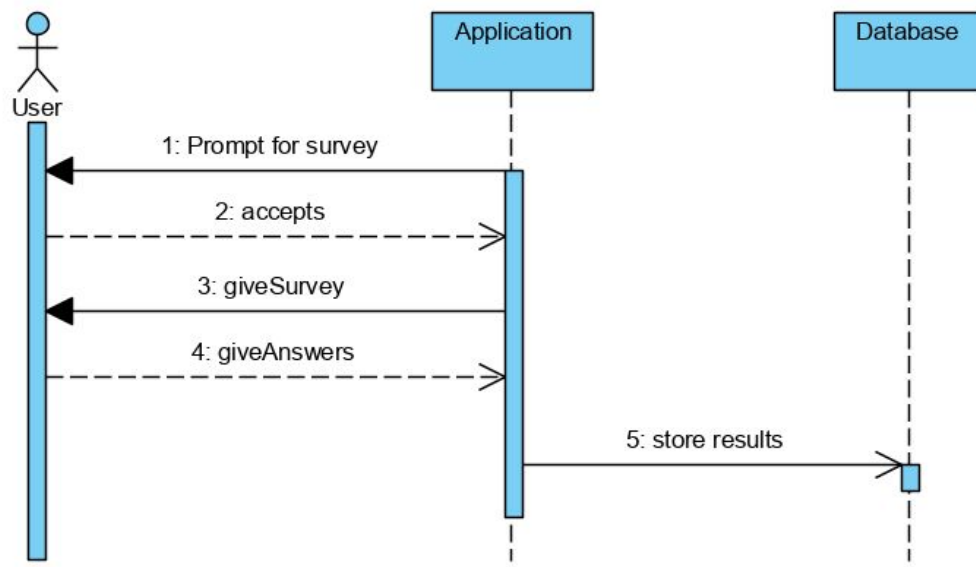 Application
Database
User
1: Prompt for survey
2: accepts
3: giveSurvey
4: giveAnswers
5: store results